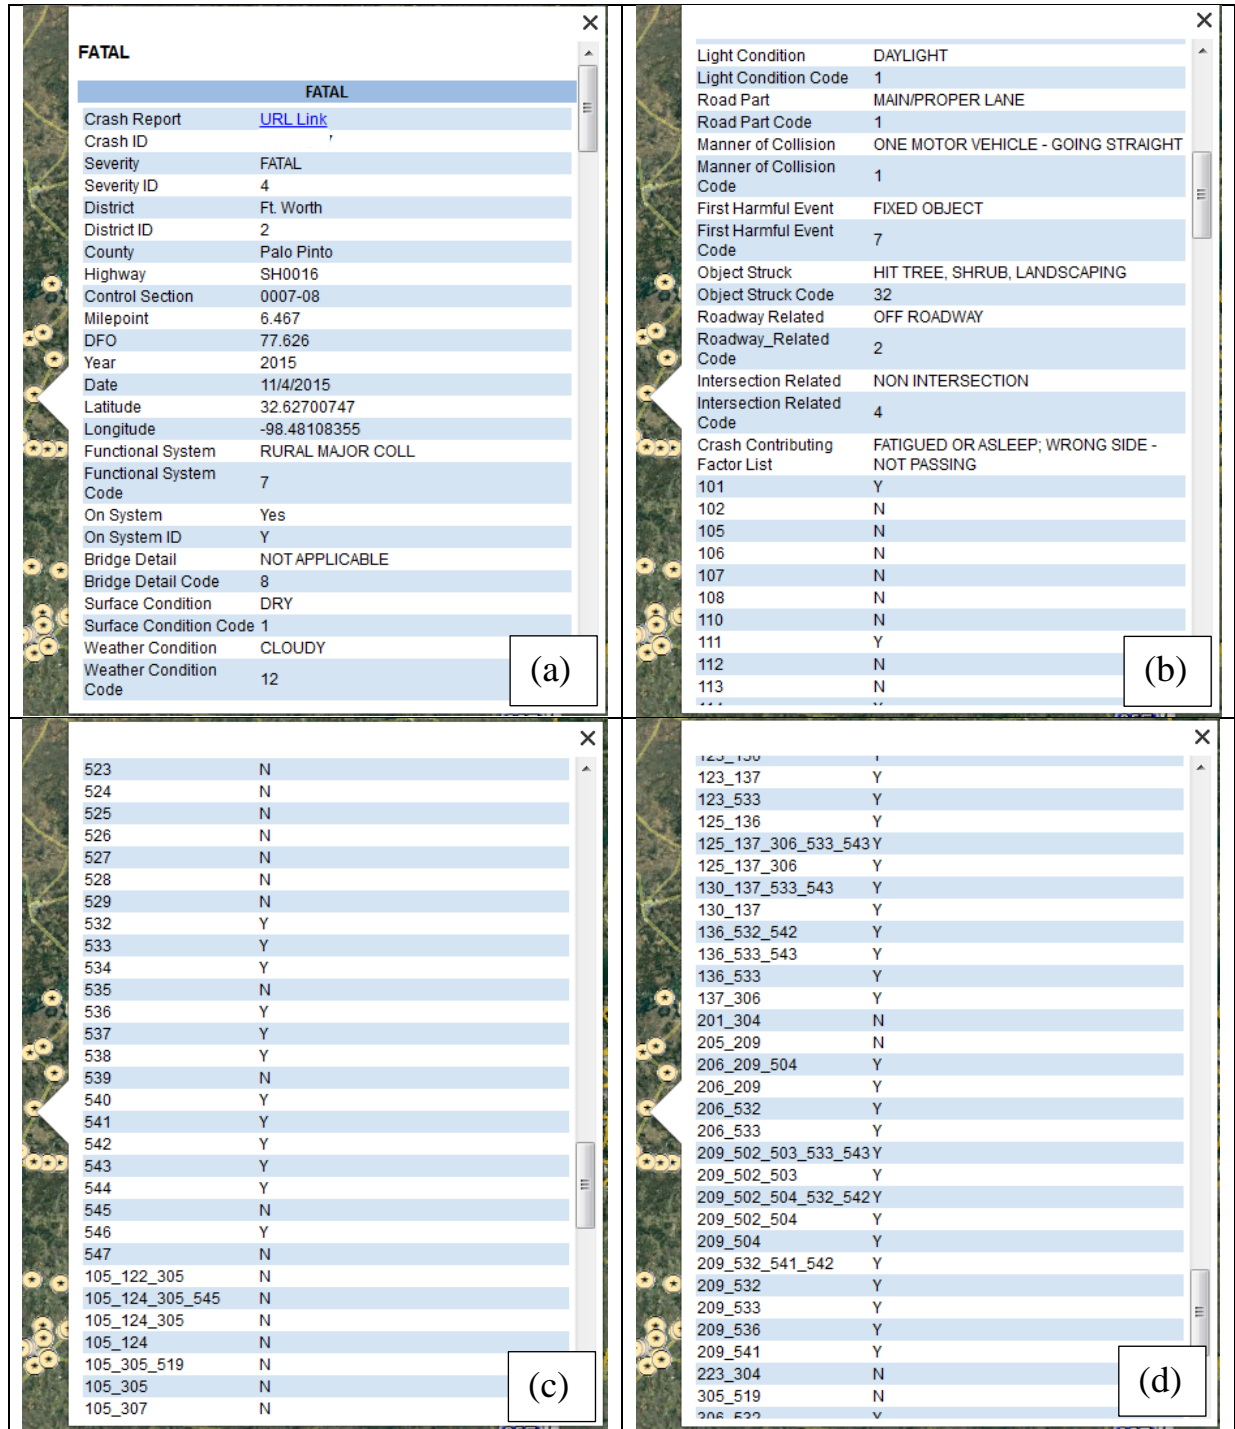 FATAL
FATAL
Crash Report URL Link
Crash ID
Severity FATAL
Severity ID 4
District Ft. Worth
District ID 2
County Palo Pinto
Highway SH0016
Control Section 0007-08
Milepoint 6.467
DFO 77.626
Year 2015
Date 11/4/2015
Latitude 32.62700747
Longitude -98.48108355
Functional System RURAL MAJOR COLL
Functional System
Code 7
On System Yes
On System ID Y
Bridge Detail NOT APPLICABLE
Bridge Detail Code 8
Surface Condition DRY
Surface Condition Code 1
Weather Condition CLOUDY
Weather Condition
Code 12
(a)
Light Condition DAYLIGHT
Light Condition Code 1
Road Part MAIN/PROPER LANE
Road Part Code 1
Manner of Collision ONE MOTOR VEHICLE - GOING STRAIGHT
Manner of Collision
Code 1
First Harmful Event FIXED OBJECT
First Harmful Event
Code 7
Object Struck HIT TREE, SHRUB, LANDSCAPING
Object Struck Code 32
Roadway Related OFF ROADWAY
Roadway_Related
Code 2
Intersection Related NON INTERSECTION
Intersection Related
Code 4
Crash Contributing FATIGUED OR ASLEEP; WRONG SIDE -
Factor List NOT PASSING
101 Y
102 N
105 N
106 N
107 N
108 N
110 N
111 Y
112 N
113 N
(b)
523 N
524 N
525 N
526 N
527 N
528 N
529 N
532 Y
533 Y
534 Y
535 N
536 Y
537 Y
538 Y
539 N
540 Y
541 Y
542 Y
543 Y
544 Y
545 N
546 Y
547 N
105_122_305 N
105_124_305_545 N
105_124_305 N
105_124 N
105_305_519 N
105_305 N
105_307 N
(c)
123_137 Y
123_533 Y
125_136 Y
125_137_306_533_543 Y
125_137_306 Y
130_137_533_543 Y
130_137 Y
136_532_542 Y
136_533_543 Y
136_533 Y
137_306 Y
201_304 N
205_209 N
206_209_504 Y
206_209 Y
206_532 Y
206_533 Y
209_502_503_533_543 Y
209_502_503 Y
209_502_504_532_542 Y
209_502_504 Y
209_504 Y
209_532_541_542 Y
209_532 Y
209_533 Y
209_536 Y
209_541 Y
223_304 N
305_519 N
306_532 Y
(d)